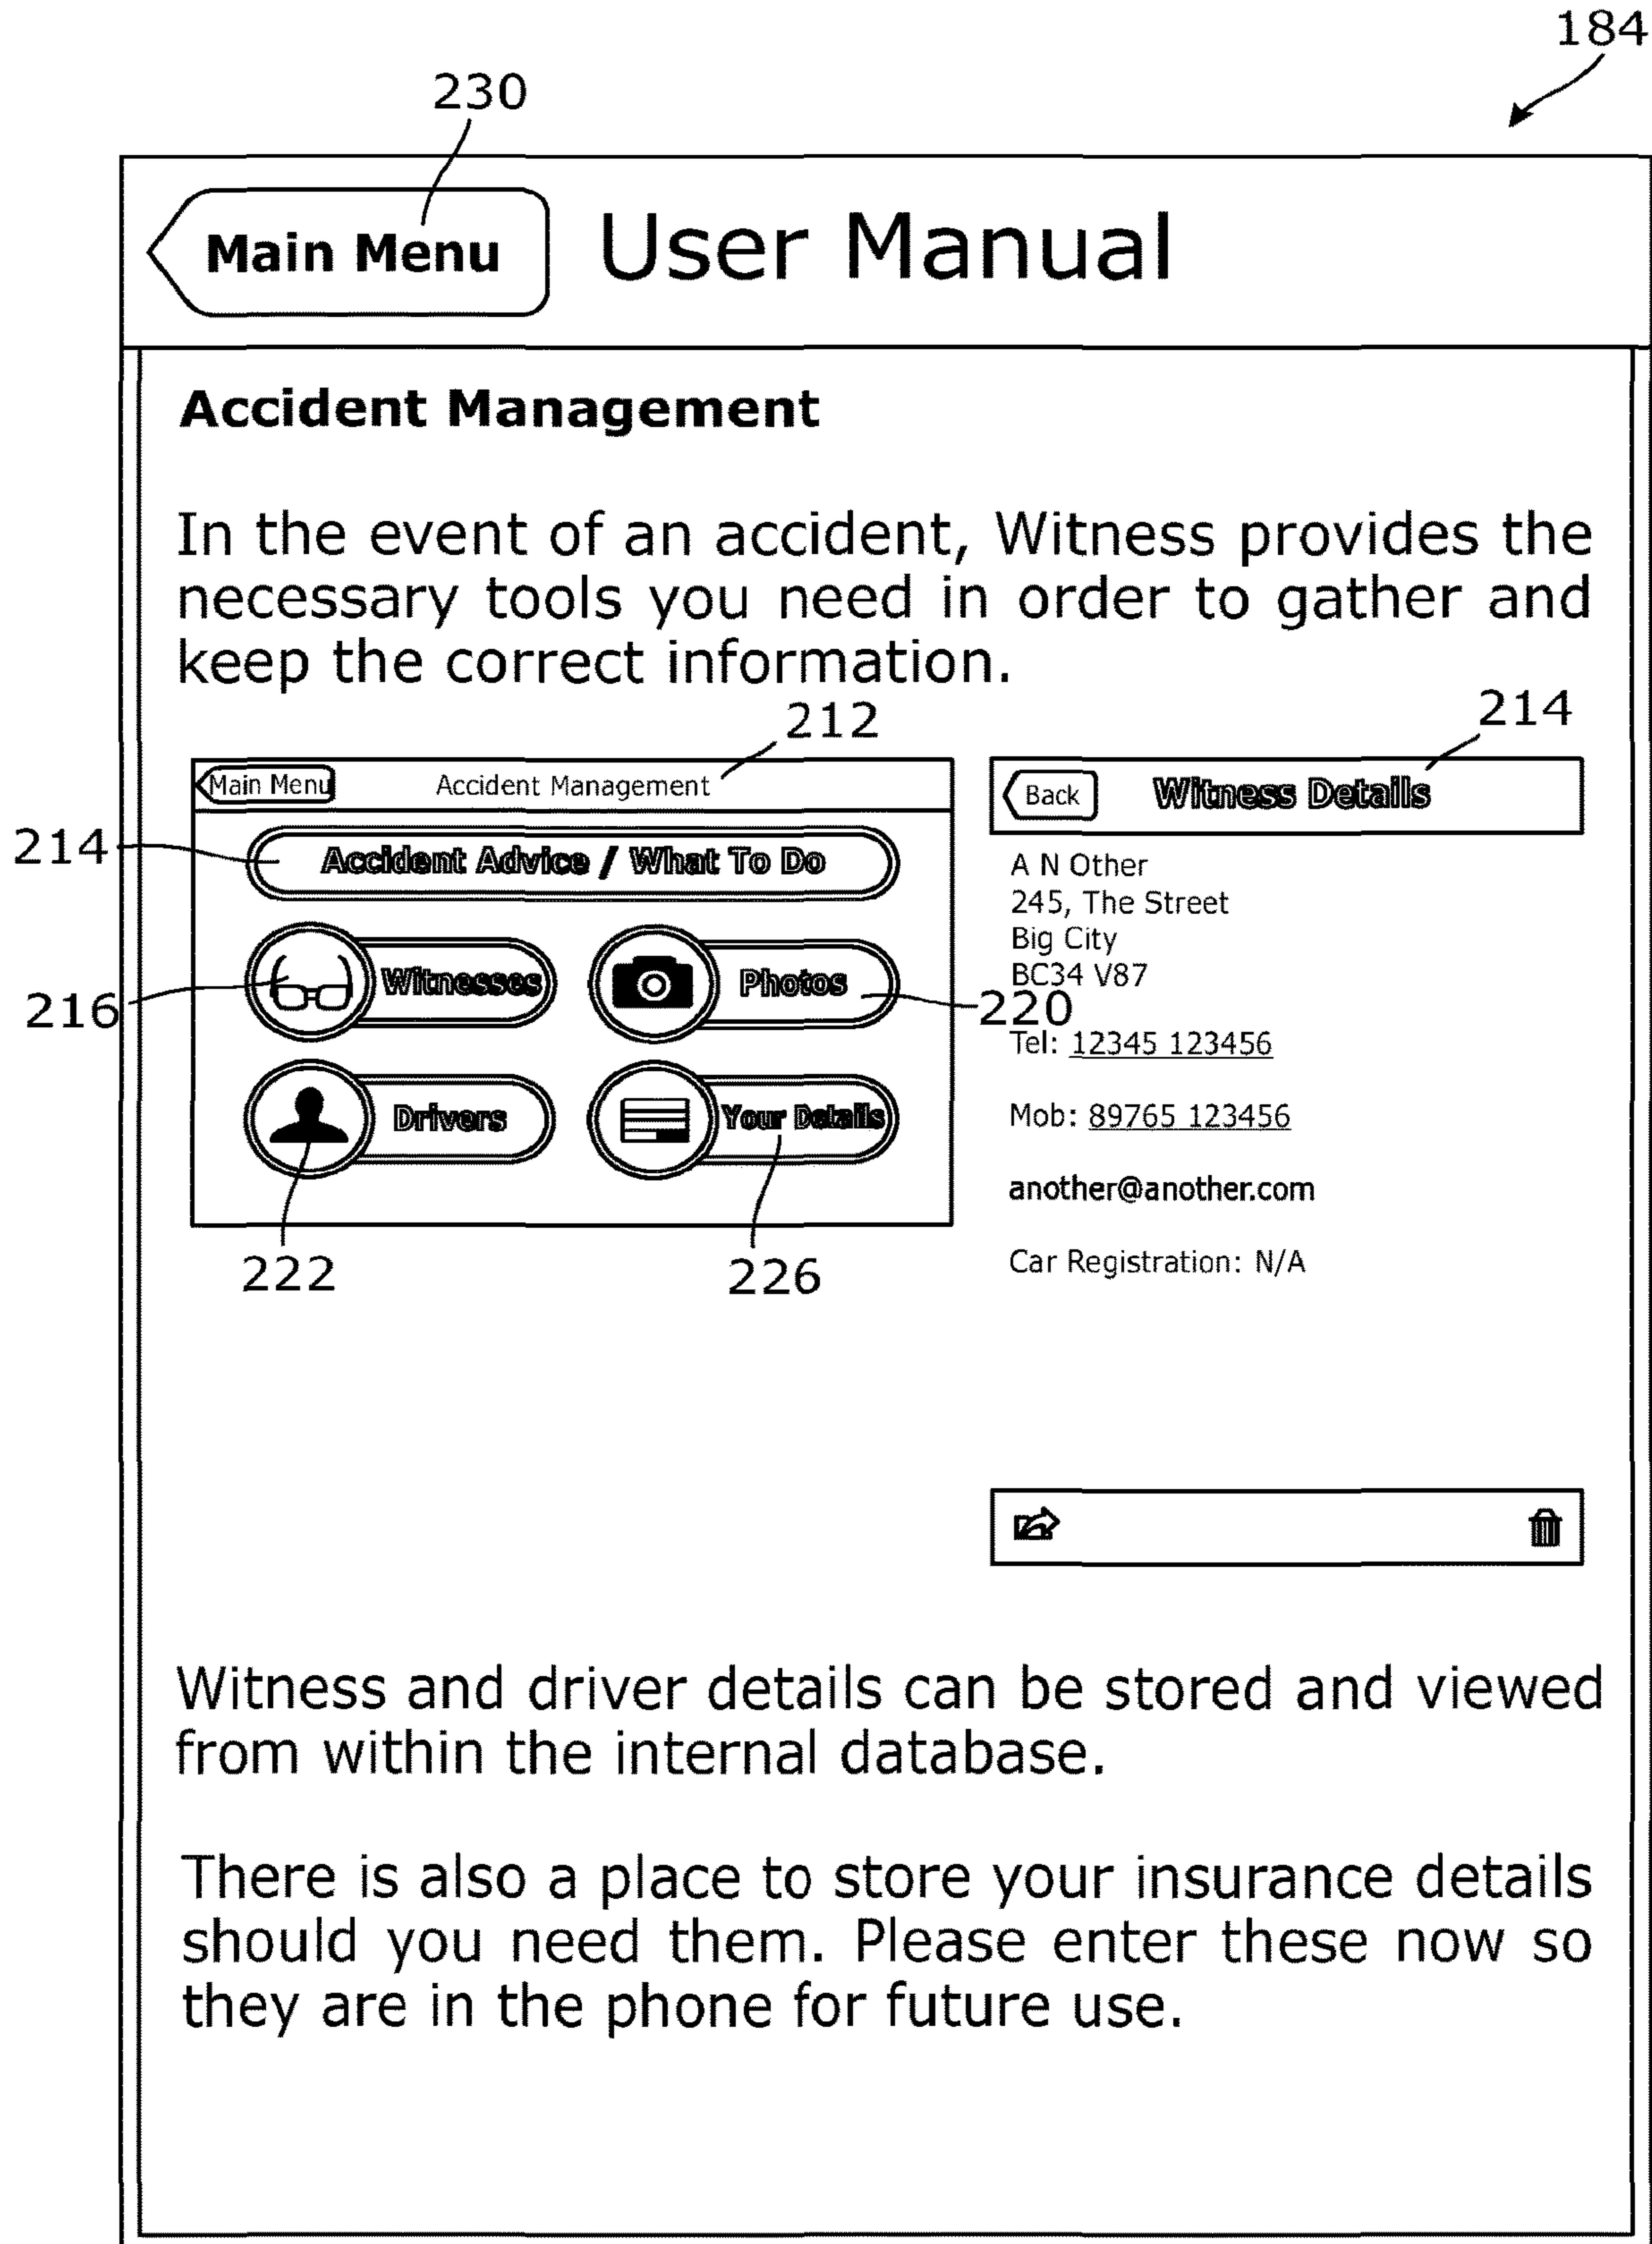 184
230
Main Menu
User Manual
Accident Management
In the event of an accident, Witness provides the
necessary tools you need in order to gather and
keep the correct information.
212
214
Main Menu
Accident Management
214
Accident Advice / What To Do
216
Witnesses
Photos
220
Drivers
Your Details
222
226
Back
Witness Details
A N Other
245, The Street
Big City
BC34 V87
Tel: 12345 123456
Mob: 89765 123456
another@another.com
Car Registration: N/A
Witness and driver details can be stored and viewed
from within the internal database.
There is also a place to store your insurance details
should you need them. Please enter these now so
they are in the phone for future use.